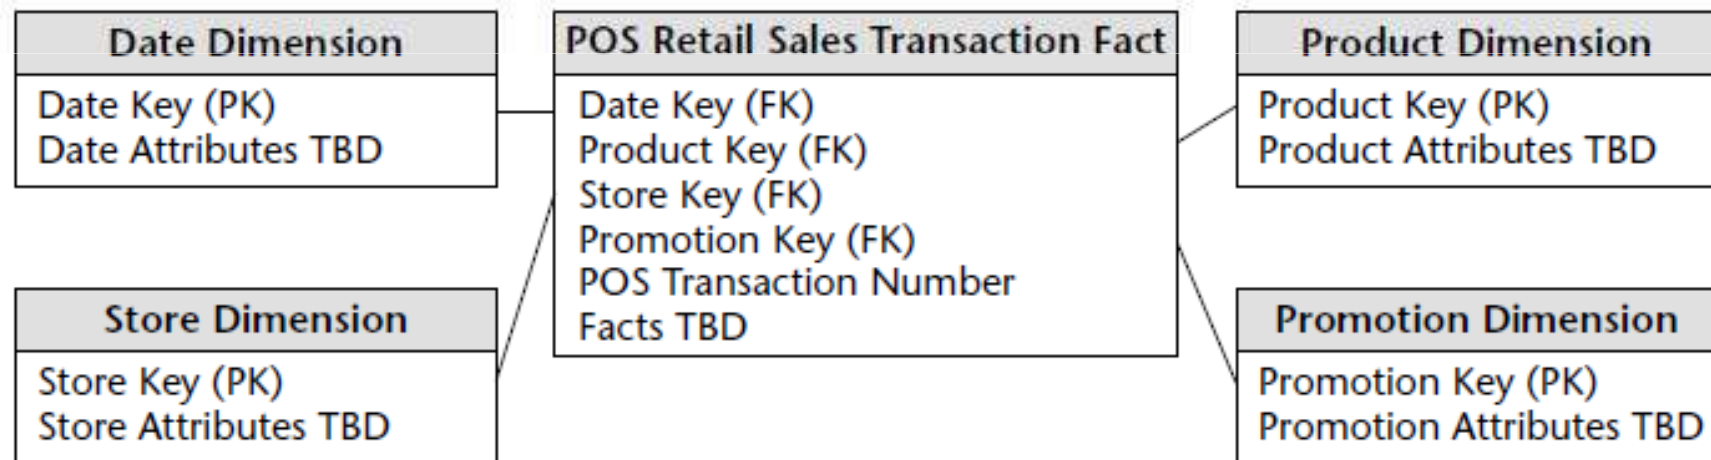 Date Dimension
Date Key (PK)
Date Attributes TBD
POS Retail Sales Transaction Fact
Date Key (FK)
Product Key (FK)
Store Key (FK)
Promotion Key (FK)
POS Transaction Number
Facts TBD
Product Dimension
Product Key (PK)
Product Attributes TBD
Store Dimension
Store Key (PK)
Store Attributes TBD
Promotion Dimension
Promotion Key (PK)
Promotion Attributes TBD